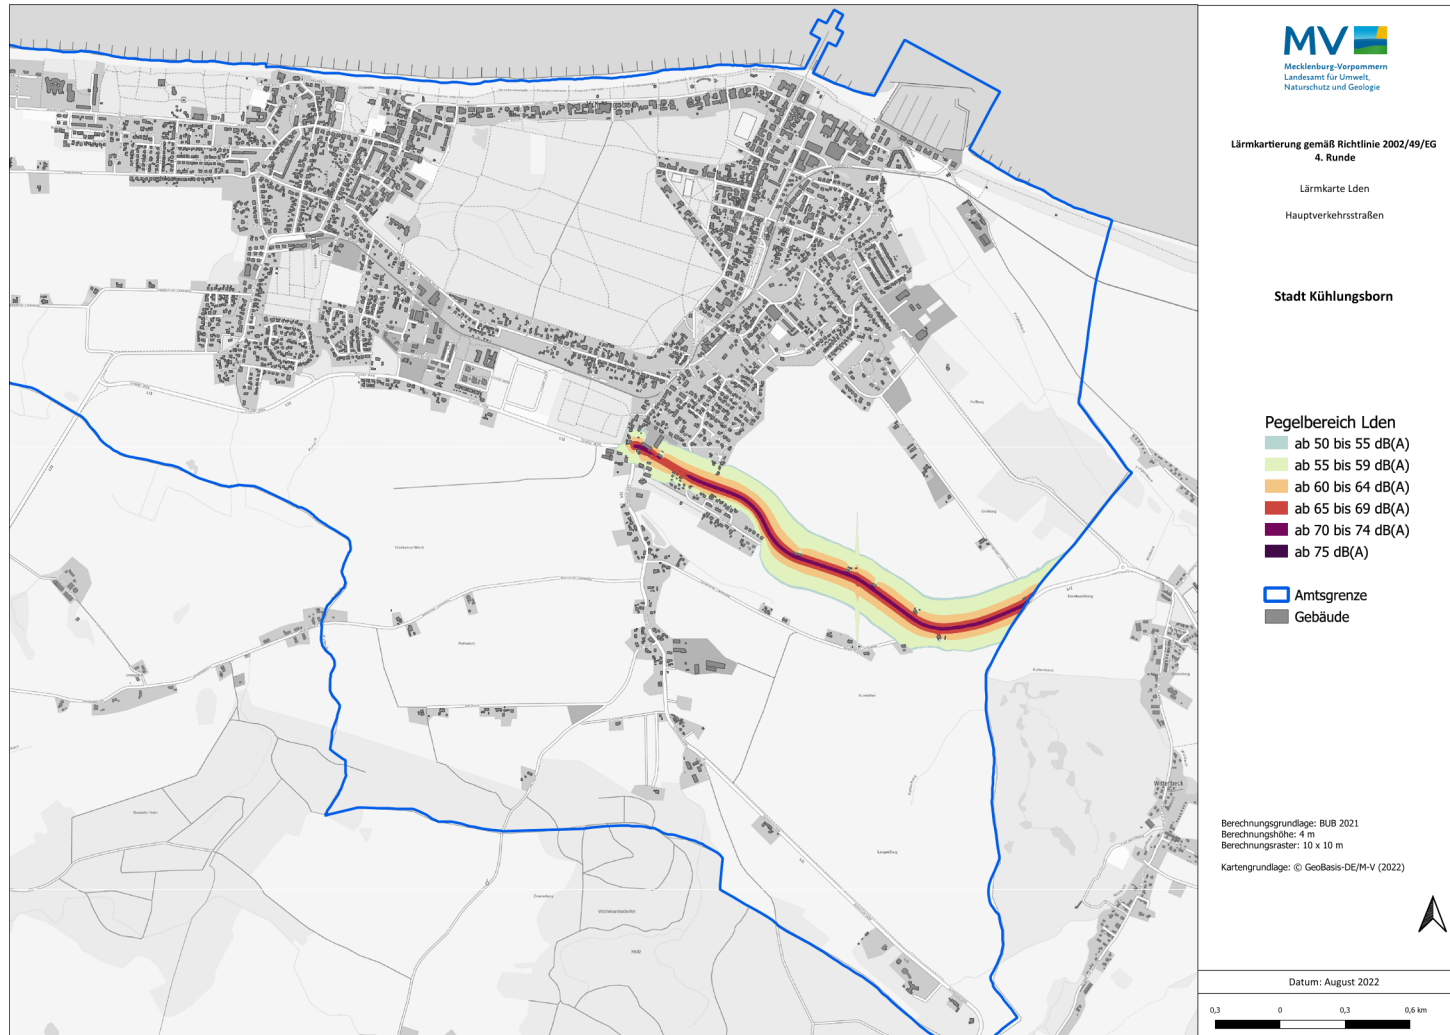 MV
Mecklenburg-Vorpommern
Landesamt für Umwelt,
Naturschutz und Geologie
Lärmkartierung gemäß Richtlinie 2002/49/EG
4. Runde
Lärmkarte Lden
Hauptverkehrsstraßen
Stadt Kühlungsborn
Pegelbereich Lden
ab 50 bis 55 dB(A)
ab 55 bis 59 dB(A)
ab 60 bis 64 dB(A)
ab 65 bis 69 dB(A)
ab 70 bis 74 dB(A)
ab 75 dB(A)
Amtsgrenze
Gebäude
Berechnungsgrundlage: BUB 2021
Berechnungshöhe: 4 m
Berechnungsraster: 10 x 10 m
Kartengrundlage: © GeoBasis-DE/M-V (2022)
Datum: August 2022
0,3 0 0,3 0,6 km
L12
Wittenbeck
Holz